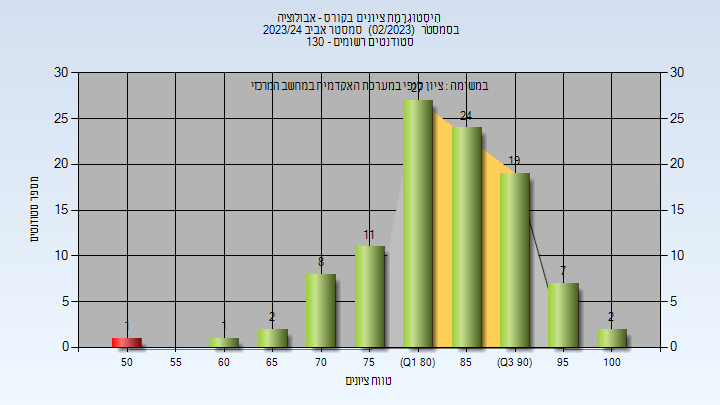 היסטוגרמת ציונים בקורס - אבולוציה
בסמסטר (02/2023) סמסטר אביב 2023/24
סטודנטים רשומים - 130
במשימה : ציון סופי במערכת האקדמית במחשב המרכזי
מספר סטודנטים
30 30
25 25
20 20
15 15
10 10
5 5
0 0
1 1 2 8 11 27 24 19 7 2
50 55 60 65 70 75 (Q1 80) 85 (Q3 90) 95 100
טווח ציונים